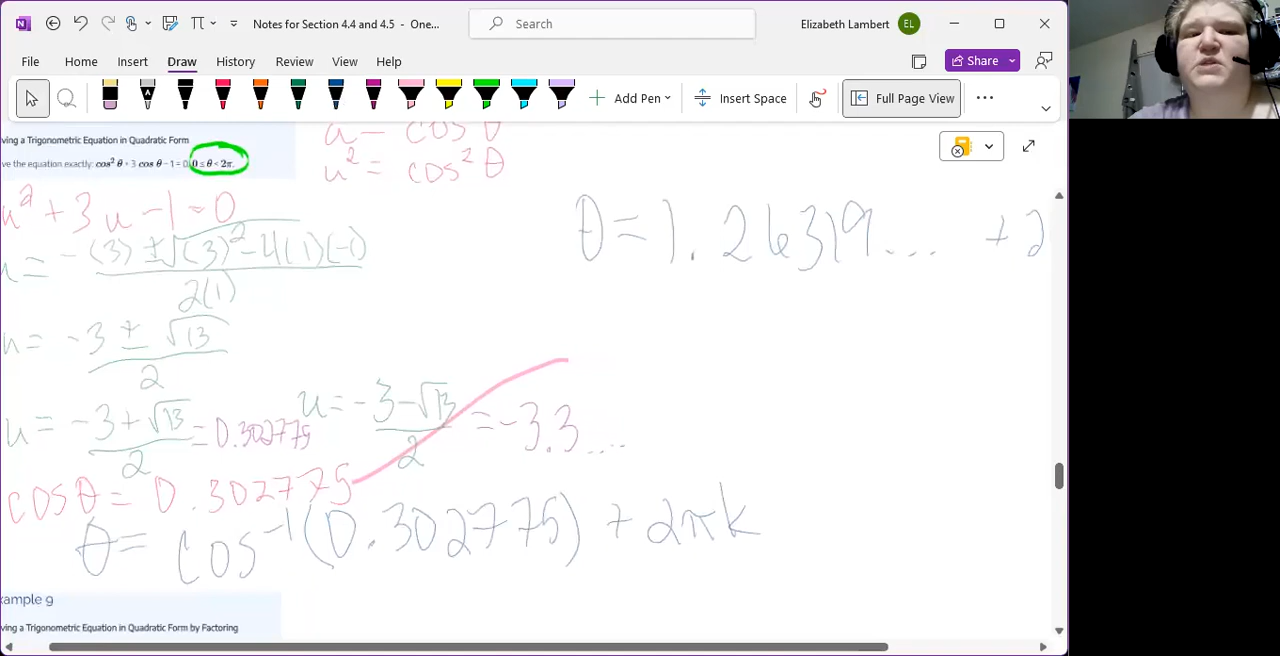 Notes for Section 4.4 and 4.5 - One...
Search
Elizabeth Lambert
EL
File Home Insert Draw History Review View Help
Share
Add Pen
Insert Space
Full Page View
ving a Trigonometric Equation in Quadratic Form
ve the equation exactly: cos² θ + 3 cos θ − 1 = 0, 0 ≤ θ < 2π.
u = cos θ
u² = cos² θ
u² + 3u − 1 = 0
u = −(3) ± √(3)² − 4(1)(−1)
2(1)
θ = 1.26319... + 2
u = −3 ± √13
2
u = −3 + √13
2
= 0.302775
u = −3 − √13
2
= −3.3...
cos θ = 0.302775
θ = cos⁻¹(0.302775) + 2πk
xample 9
ving a Trigonometric Equation in Quadratic Form by Factoring